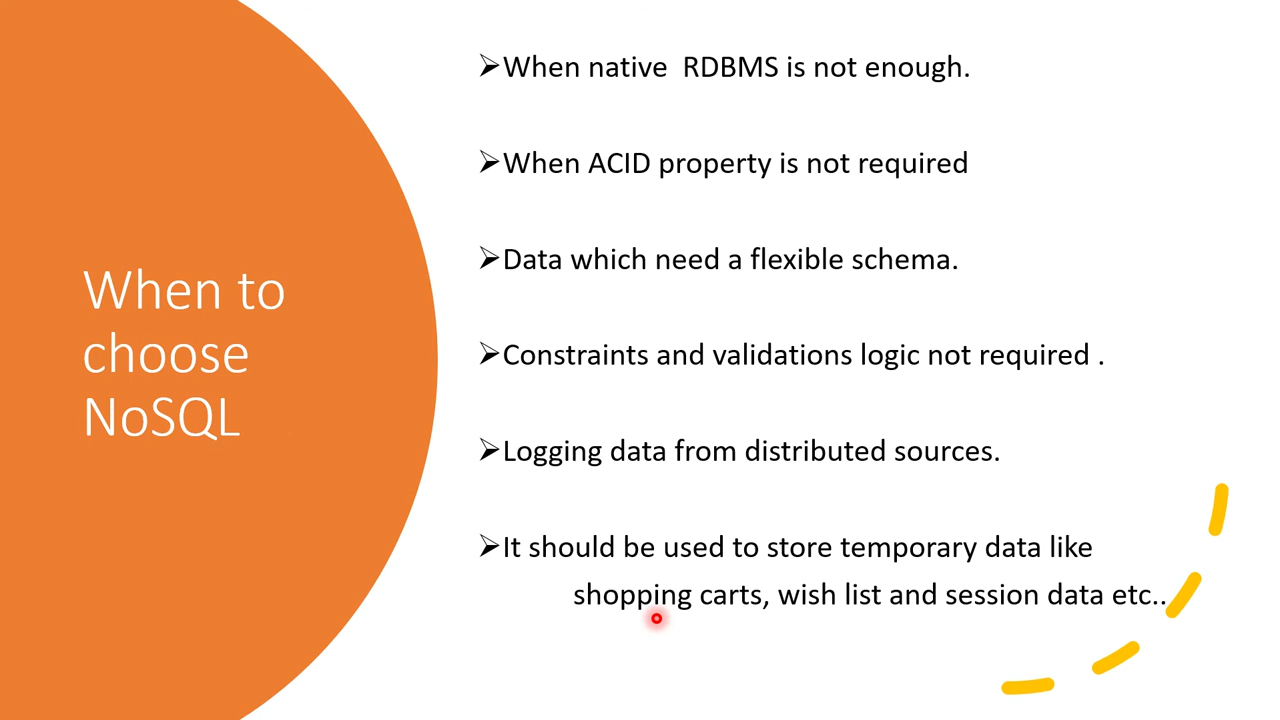 When to
choose
NoSQL
➢When native  RDBMS is not enough.
➢When ACID property is not required
➢Data which need a flexible schema.
➢Constraints and validations logic not required .
➢Logging data from distributed sources.
➢It should be used to store temporary data like
shopping carts, wish list and session data etc..